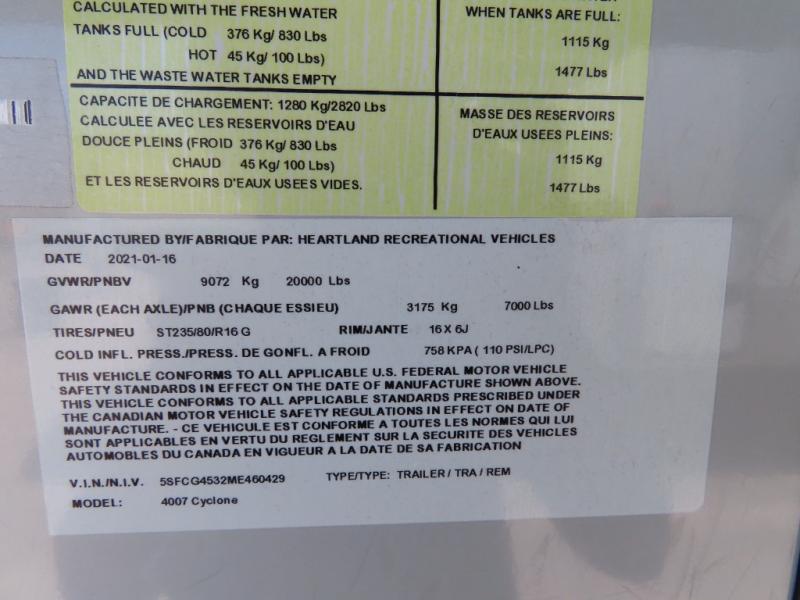 CALCULATED WITH THE FRESH WATER
TANKS FULL (COLD 376 Kg/ 830 Lbs
HOT 45 Kg/ 100 Lbs)
AND THE WASTE WATER TANKS EMPTY
WHEN TANKS ARE FULL:
1115 Kg
1477 Lbs
CAPACITE DE CHARGEMENT: 1280 Kg/2820 Lbs
CALCULEE AVEC LES RESERVOIRS D'EAU
DOUCE PLEINS (FROID 376 Kg/ 830 Lbs
CHAUD 45 Kg/ 100 Lbs)
ET LES RESERVOIRS D'EAUX USEES VIDES.
MASSE DES RESERVOIRS
D'EAUX USEES PLEINS:
1115 Kg
1477 Lbs
MANUFACTURED BY/FABRIQUE PAR: HEARTLAND RECREATIONAL VEHICLES
DATE 2021-01-16
GVWR/PNBV 9072 Kg 20000 Lbs
GAWR (EACH AXLE)/PNB (CHAQUE ESSIEU) 3175 Kg 7000 Lbs
TIRES/PNEU ST235/80/R16 G RIM/JANTE 16 X 6J
COLD INFL. PRESS./PRESS. DE GONFL. A FROID 758 KPA ( 110 PSI/LPC)
THIS VEHICLE CONFORMS TO ALL APPLICABLE U.S. FEDERAL MOTOR VEHICLE
SAFETY STANDARDS IN EFFECT ON THE DATE OF MANUFACTURE SHOWN ABOVE.
THIS VEHICLE CONFORMS TO ALL APPLICABLE STANDARDS PRESCRIBED UNDER
THE CANADIAN MOTOR VEHICLE SAFETY REGULATIONS IN EFFECT ON DATE OF
MANUFACTURE. - CE VEHICULE EST CONFORME A TOUTES LES NORMES QUI LUI
SONT APPLICABLES EN VERTU DU REGLEMENT SUR LA SECURITE DES VEHICLES
AUTOMOBILES DU CANADA EN VIGUEUR A LA DATE DE SA FABRICATION
V.I.N./N.I.V. 5SFCG4532ME460429 TYPE/TYPE: TRAILER / TRA / REM
MODEL: 4007 Cyclone